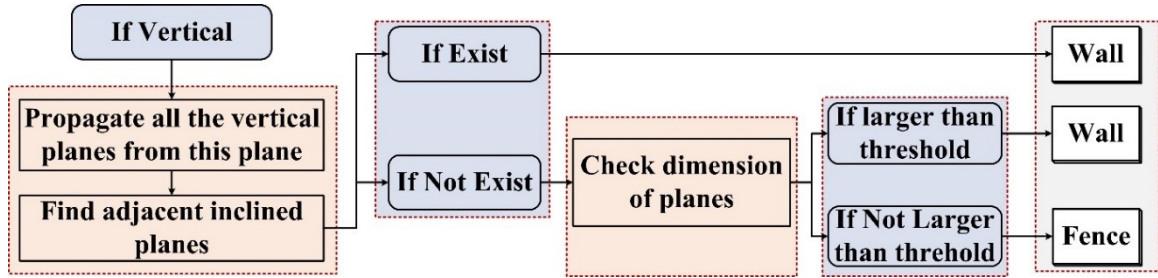 If Vertical
Propagate all the vertical
planes from this plane
Find adjacent inclined
planes
If Exist
If Not Exist
Check dimension
of planes
If larger than
threshold
If Not Larger
than threhold
Wall
Wall
Fence